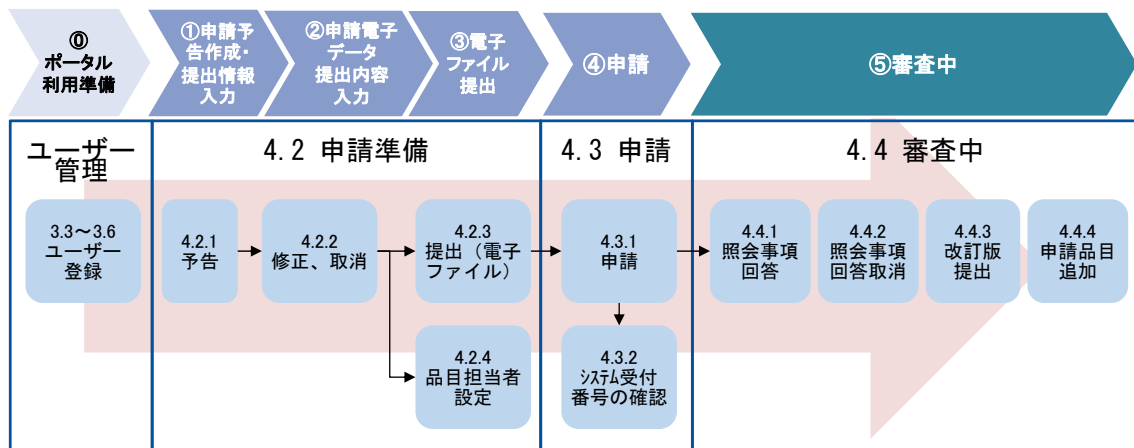 ⓪
ポータル
利用準備
①申請予
告作成・
提出情報
入力
②申請電子
データ
提出内容
入力
③電子
ファイル
提出
④申請
⑤審査中
ユーザー
管理
4.2 申請準備
4.3 申請
4.4 審査中
3.3～3.6
ユーザー
登録
4.2.1
予告
4.2.2
修正、取消
4.2.3
提出（電子
ファイル）
4.2.4
品目担当者
設定
4.3.1
申請
4.3.2
ｼｽﾃﾑ受付
番号の確認
4.4.1
照会事項
回答
4.4.2
照会事項
回答取消
4.4.3
改訂版
提出
4.4.4
申請品目
追加